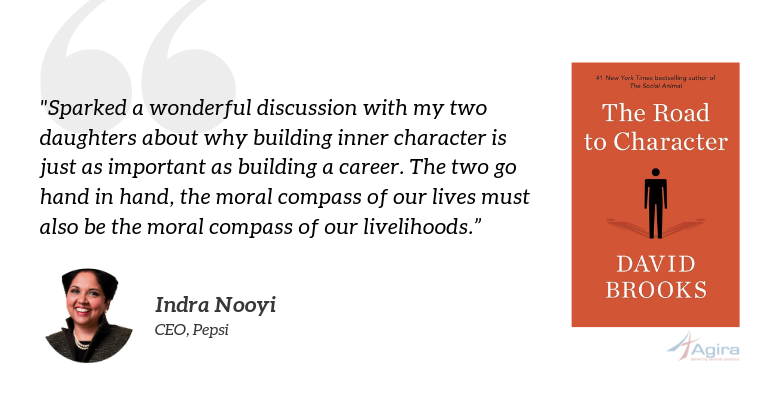 "Sparked a wonderful discussion with my two
daughters about why building inner character is
just as important as building a career. The two go
hand in hand, the moral compass of our lives must
also be the moral compass of our livelihoods.”
Indra Nooyi
CEO, Pepsi
#1 New York Times bestselling author of
The Social Animal
The Road
to Character
DAVID
BROOKS
Agira